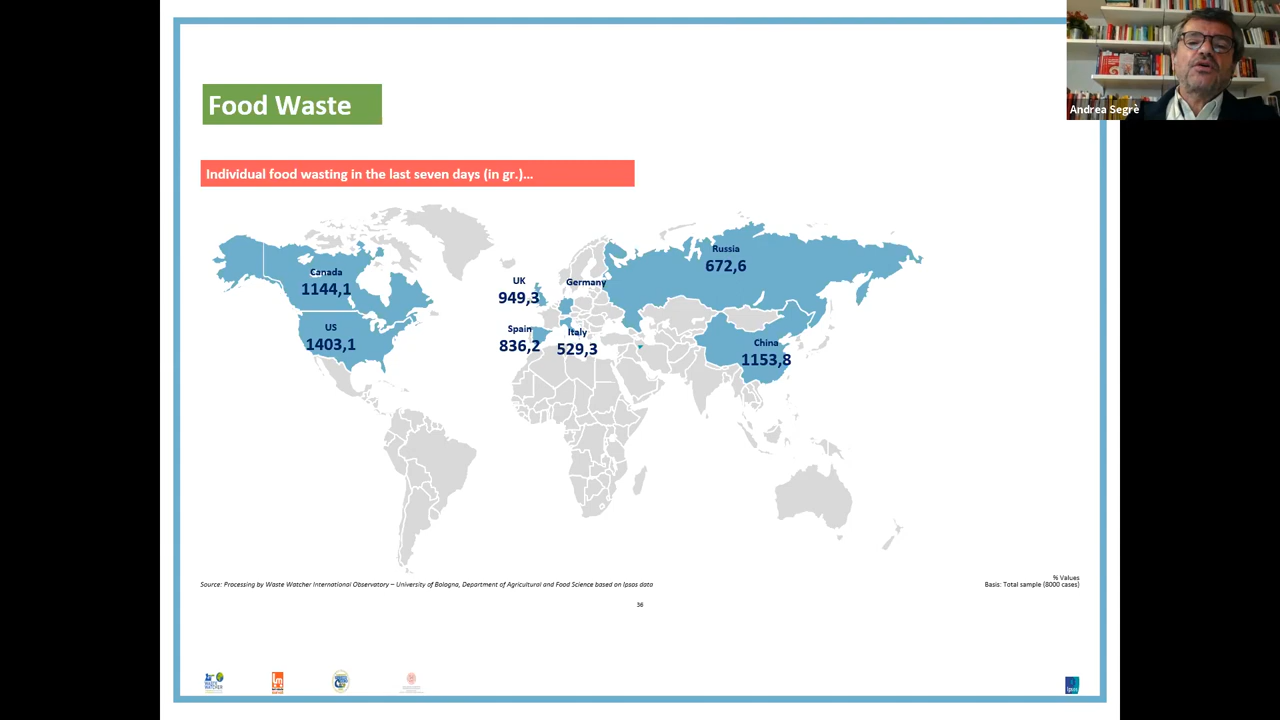 Andrea Segrè
Food Waste
Individual food wasting in the last seven days (in gr.)...
Canada
1144,1
US
1403,1
UK
949,3
Germany
Spain
836,2
Italy
529,3
Russia
672,6
China
1153,8
Source: Processing by Waste Watcher International Observatory – University of Bologna, Department of Agricultural and Food Science based on Ipsos data
% Values
Basis: Total sample (8000 cases)
36
Ipsos